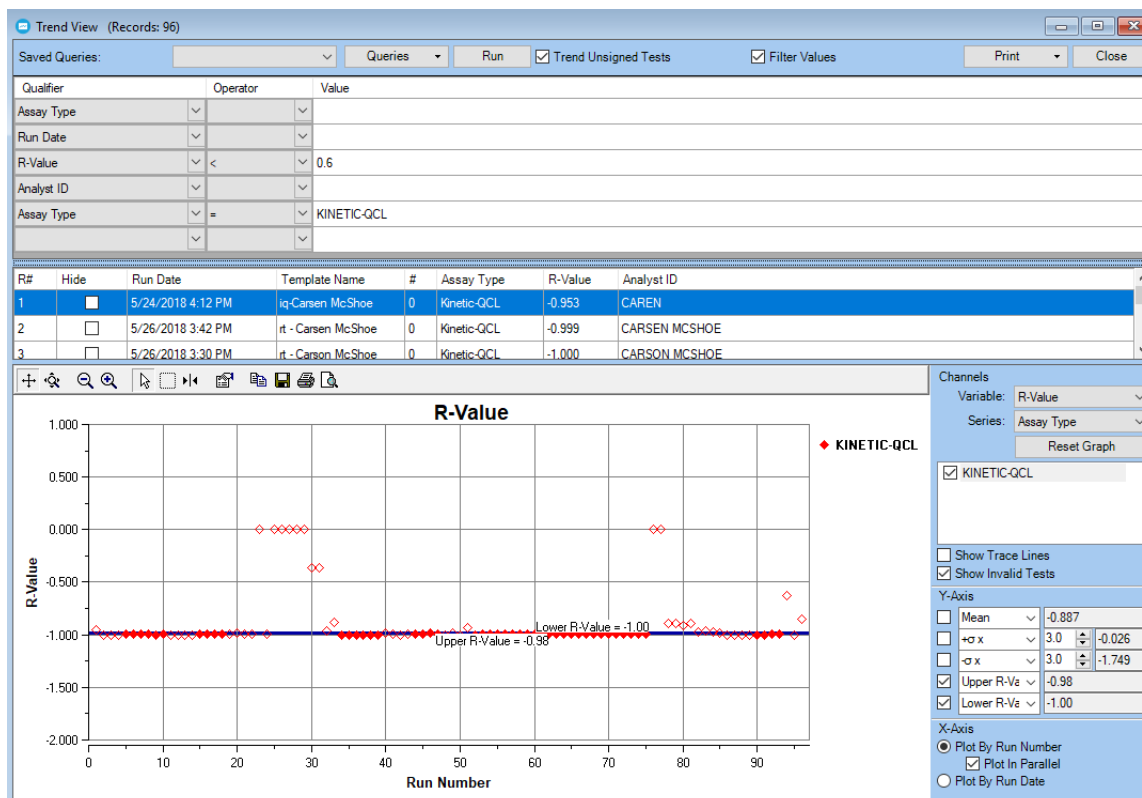 Trend View   (Records: 96)
Saved Queries: Queries Run Trend Unsigned Tests Filter Values Print Close
Qualifier Operator Value
Assay Type
Run Date
R-Value < 0.6
Analyst ID
Assay Type = KINETIC-QCL
R# Hide Run Date Template Name # Assay Type R-Value Analyst ID
1 5/24/2018 4:12 PM iq-Carsen McShoe 0 Kinetic-QCL -0.953 CAREN
2 5/26/2018 3:42 PM rt - Carsen McShoe 0 Kinetic-QCL -0.999 CARSEN MCSHOE
3 5/26/2018 3:30 PM rt - Carson McShoe 0 Kinetic-QCL -1.000 CARSON MCSHOE
R-Value
1.000
0.500
0.000
-0.500
-1.000
-1.500
-2.000
R-Value
Lower R-Value = -1.00
Upper R-Value = -0.98
0 10 20 30 40 50 60 70 80 90
Run Number
KINETIC-QCL
Channels
Variable: R-Value
Series: Assay Type
Reset Graph
KINETIC-QCL
Show Trace Lines
Show Invalid Tests
Y-Axis
Mean -0.887
+σ x 3.0 -0.026
-σ x 3.0 -1.749
Upper R-Va -0.98
Lower R-Va -1.00
X-Axis
Plot By Run Number
Plot In Parallel
Plot By Run Date